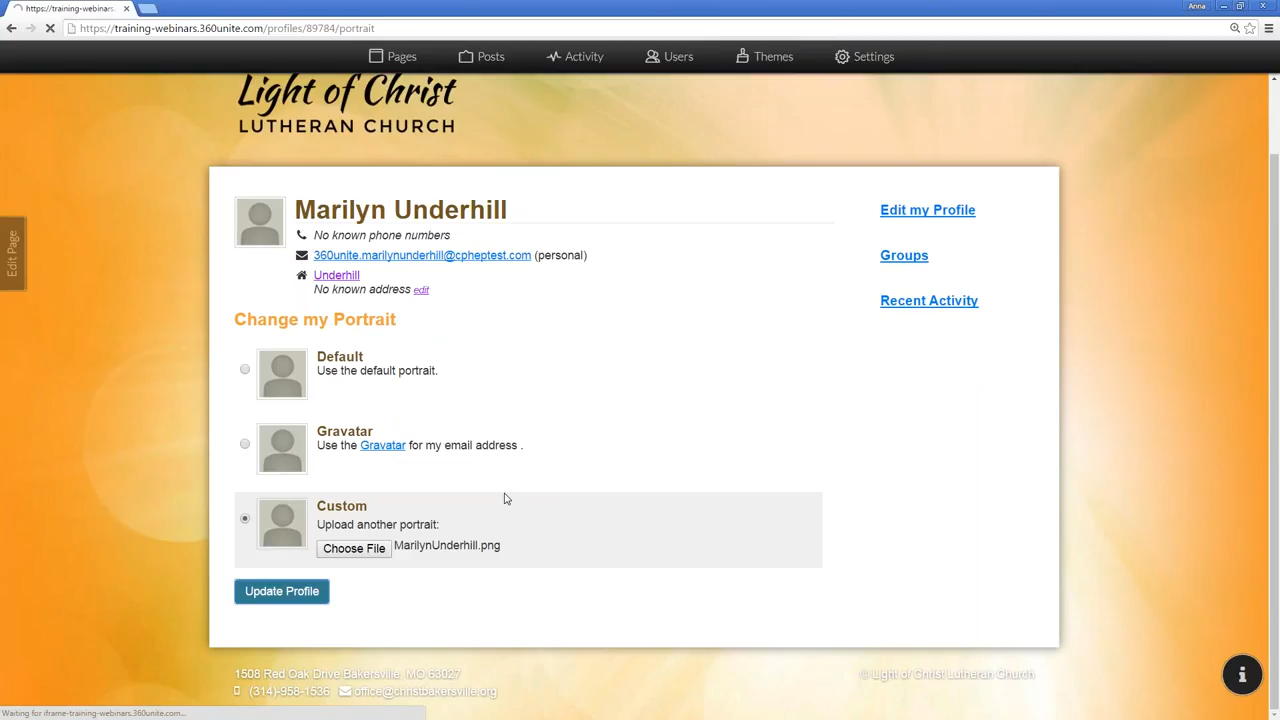 https://training-webinars
Anna
https://training-webinars.360unite.com/profiles/89784/portrait
Pages Posts Activity Users Themes Settings
Light of Christ
LUTHERAN CHURCH
Edit Page
Marilyn Underhill
No known phone numbers
360unite.marilynunderhill@cpheptest.com (personal)
Underhill
No known address edit
Edit my Profile
Groups
Recent Activity
Change my Portrait
Default
Use the default portrait.
Gravatar
Use the Gravatar for my email address .
Custom
Upload another portrait:
Choose File MarilynUnderhill.png
Update Profile
1508 Red Oak Drive Bakersville, MO 63027
(314)-958-1536 office@christbakersville.org
© Light of Christ Lutheran Church
Waiting for iframe-training-webinars.360unite.com...